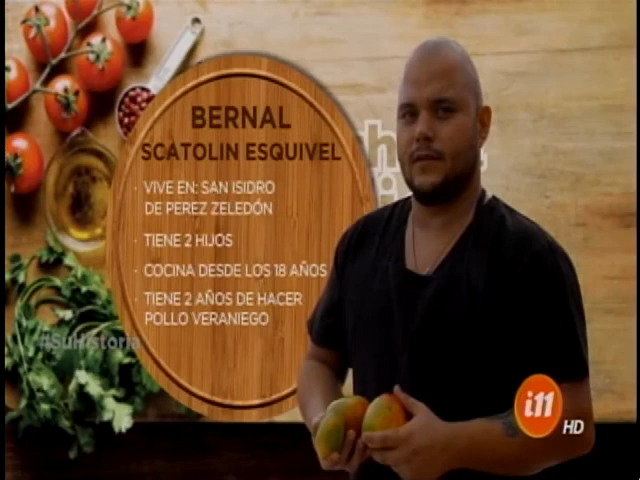 BERNAL
SCATOLIN ESQUIVEL
· VIVE EN: SAN ISIDRO
DE PEREZ ZELEDÓN
· TIENE 2 HIJOS
· COCINA DESDE LOS 18 AÑOS
· TIENE 2 AÑOS DE HACER
POLLO VERANIEGO
#SuHistoria
i11
HD